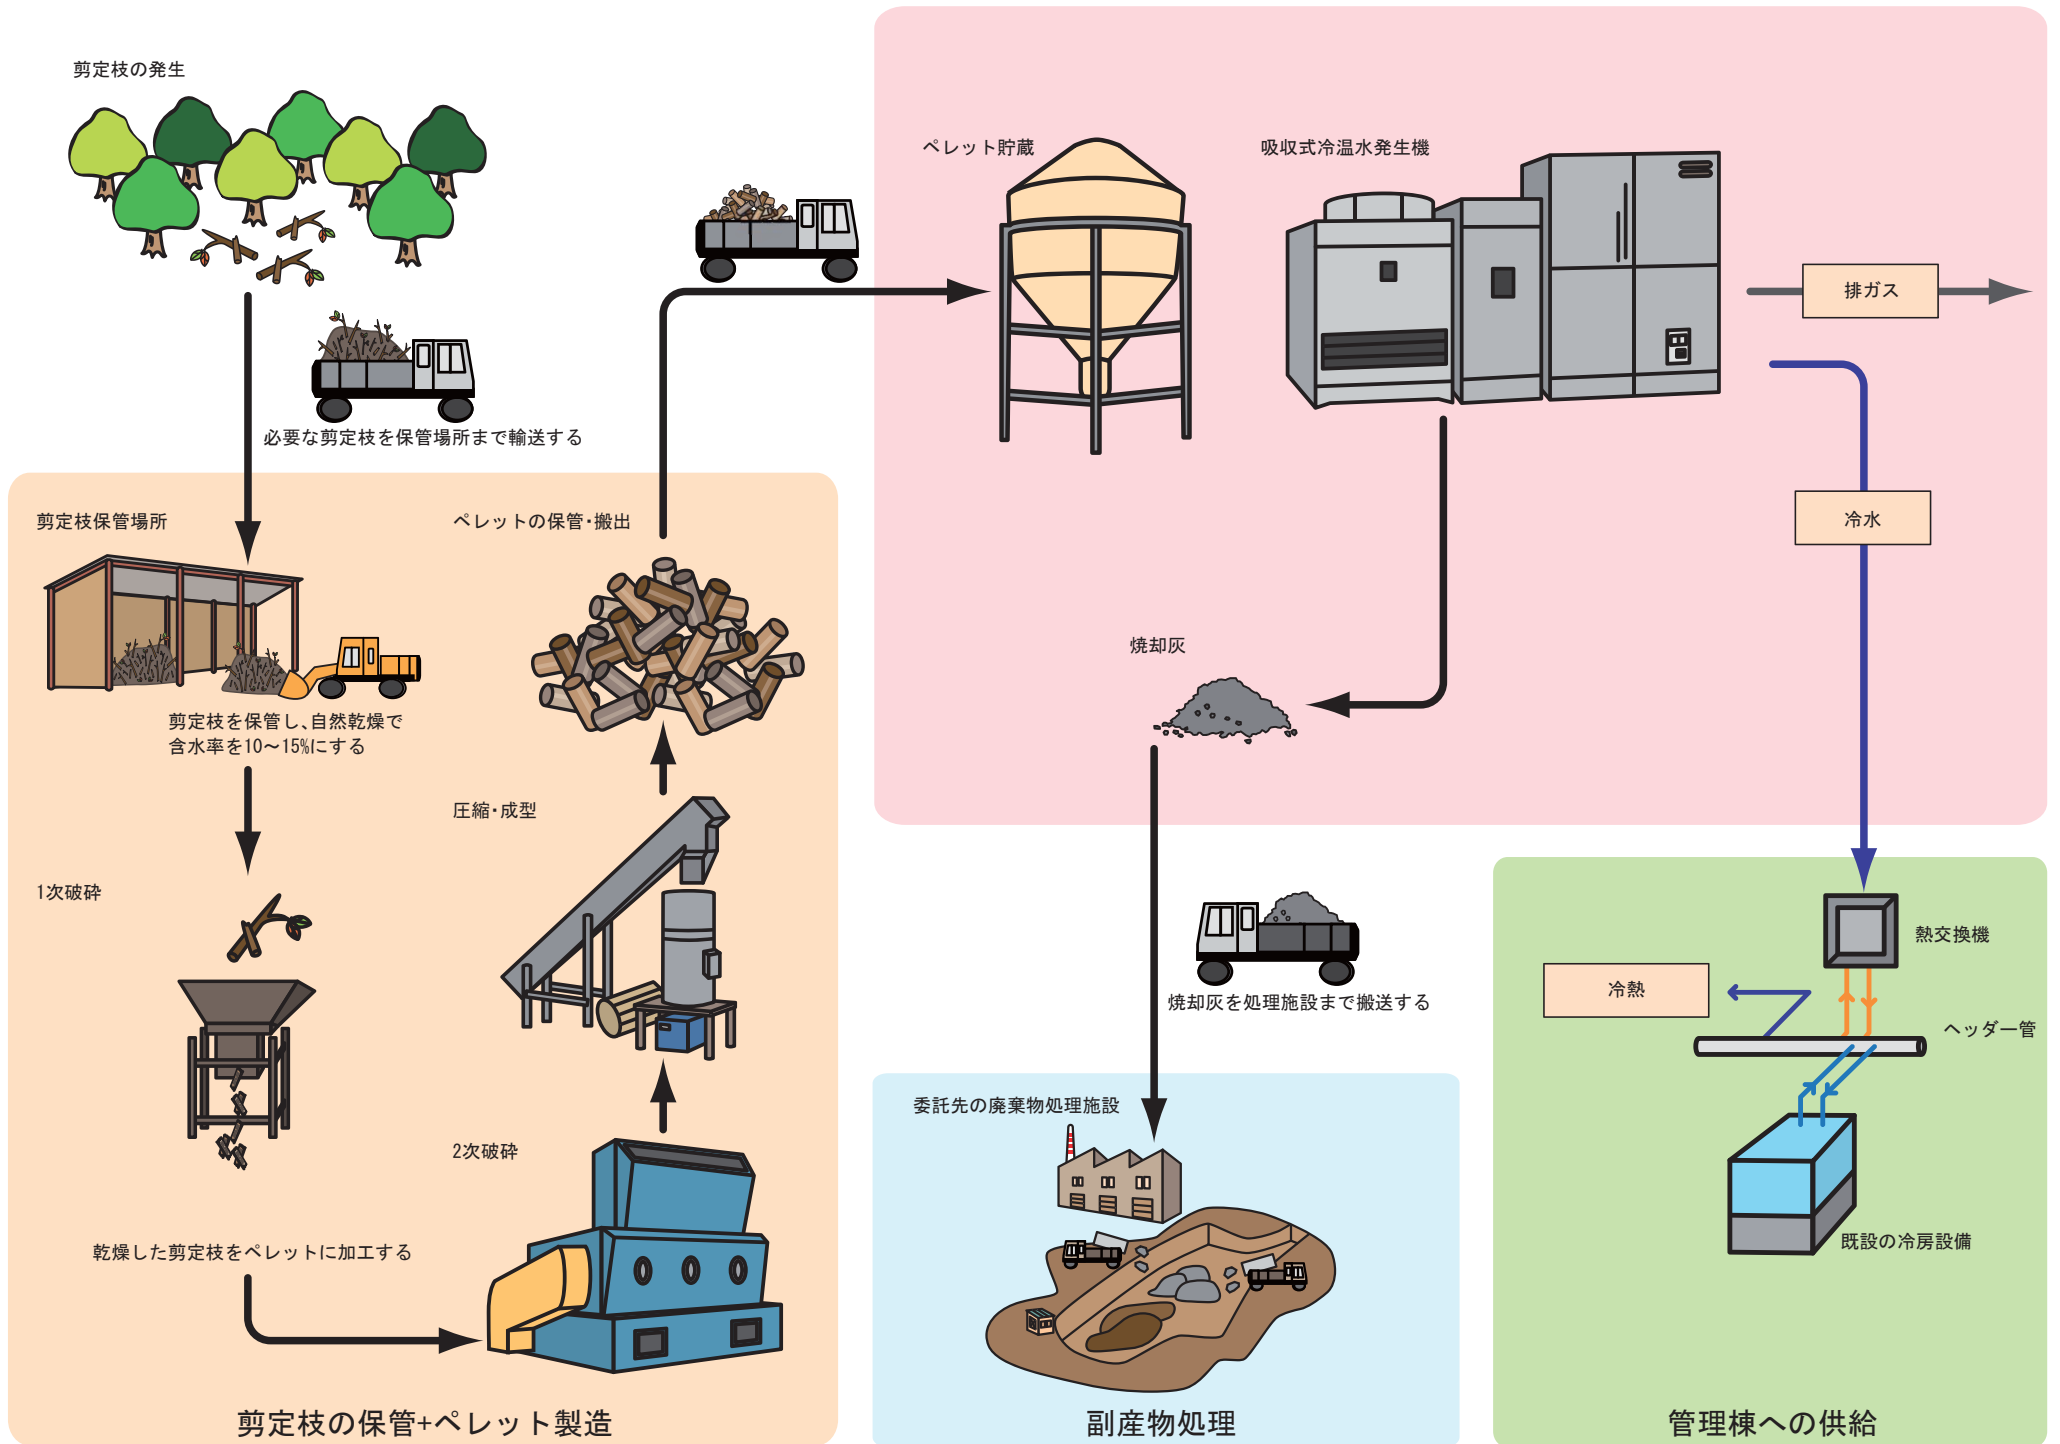 剪定枝の発生
必要な剪定枝を保管場所まで輸送する
剪定枝保管場所
剪定枝を保管し、自然乾燥で
含水率を10～15%にする
1次破砕
乾燥した剪定枝をペレットに加工する
2次破砕
圧縮・成型
ペレットの保管・搬出
剪定枝の保管+ペレット製造
ペレット貯蔵
吸収式冷温水発生機
排ガス
冷水
焼却灰
焼却灰を処理施設まで搬送する
委託先の廃棄物処理施設
副産物処理
熱交換機
冷熱
ヘッダー管
既設の冷房設備
管理棟への供給